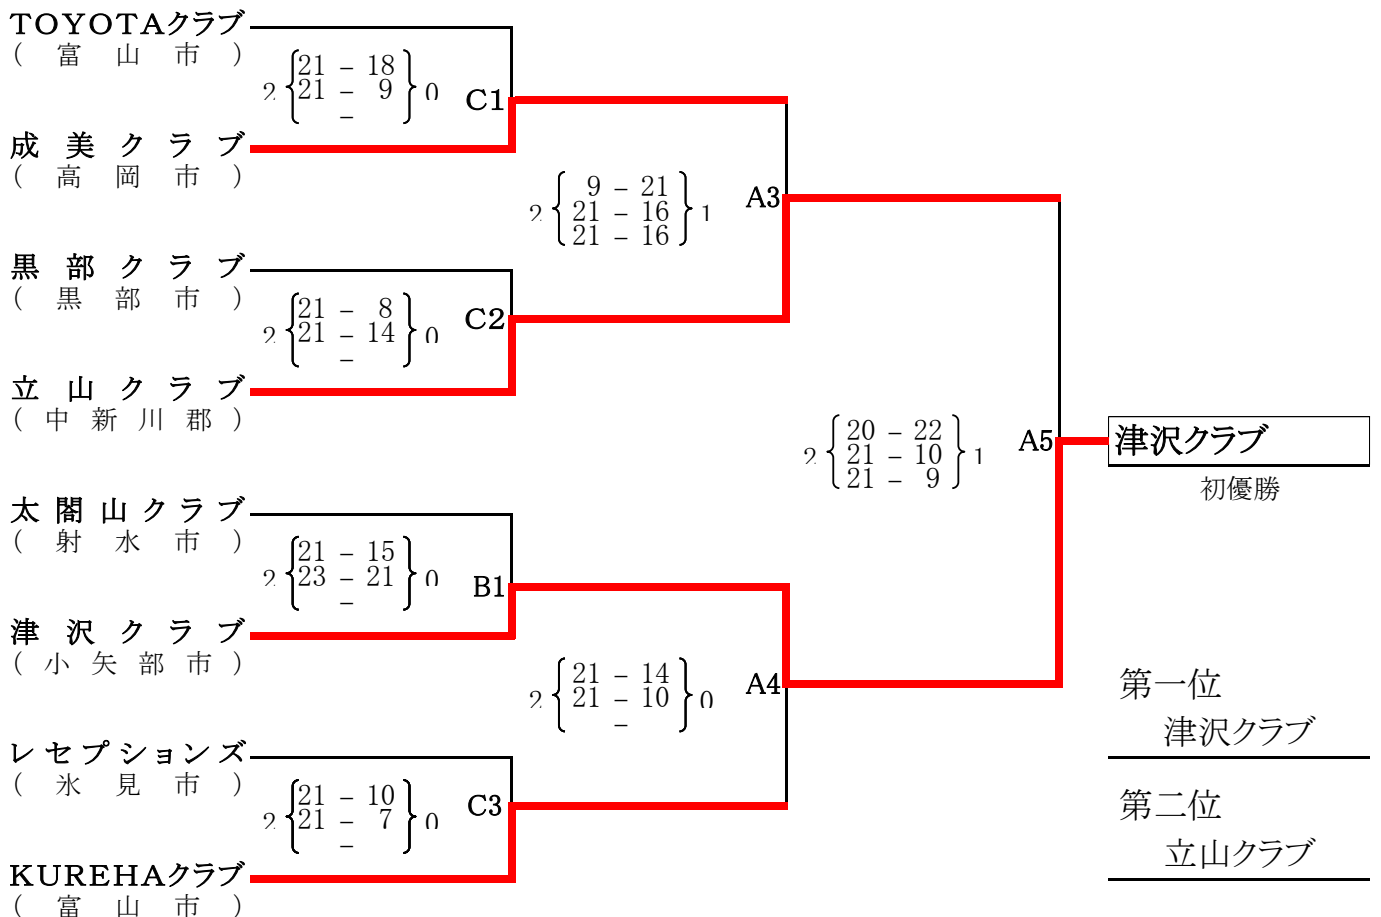 TOYOTAクラブ
(富山市)
2 {21 － 18 21 － 9 －} 0
C1
成美クラブ
(高岡市)
2 {9 － 21 21 － 16 21 － 16} 1
A3
黒部クラブ
(黒部市)
2 {21 － 8 21 － 14 －} 0
C2
立山クラブ
(中新川郡)
2 {20 － 22 21 － 10 21 － 9} 1
A5
津沢クラブ
初優勝
太閤山クラブ
(射水市)
2 {21 － 15 23 － 21 －} 0
B1
津沢クラブ
(小矢部市)
2 {21 － 14 21 － 10 －} 0
A4
レセプションズ
(氷見市)
2 {21 － 10 21 － 7 －} 0
C3
KUREHAクラブ
(富山市)
第一位
津沢クラブ
第二位
立山クラブ